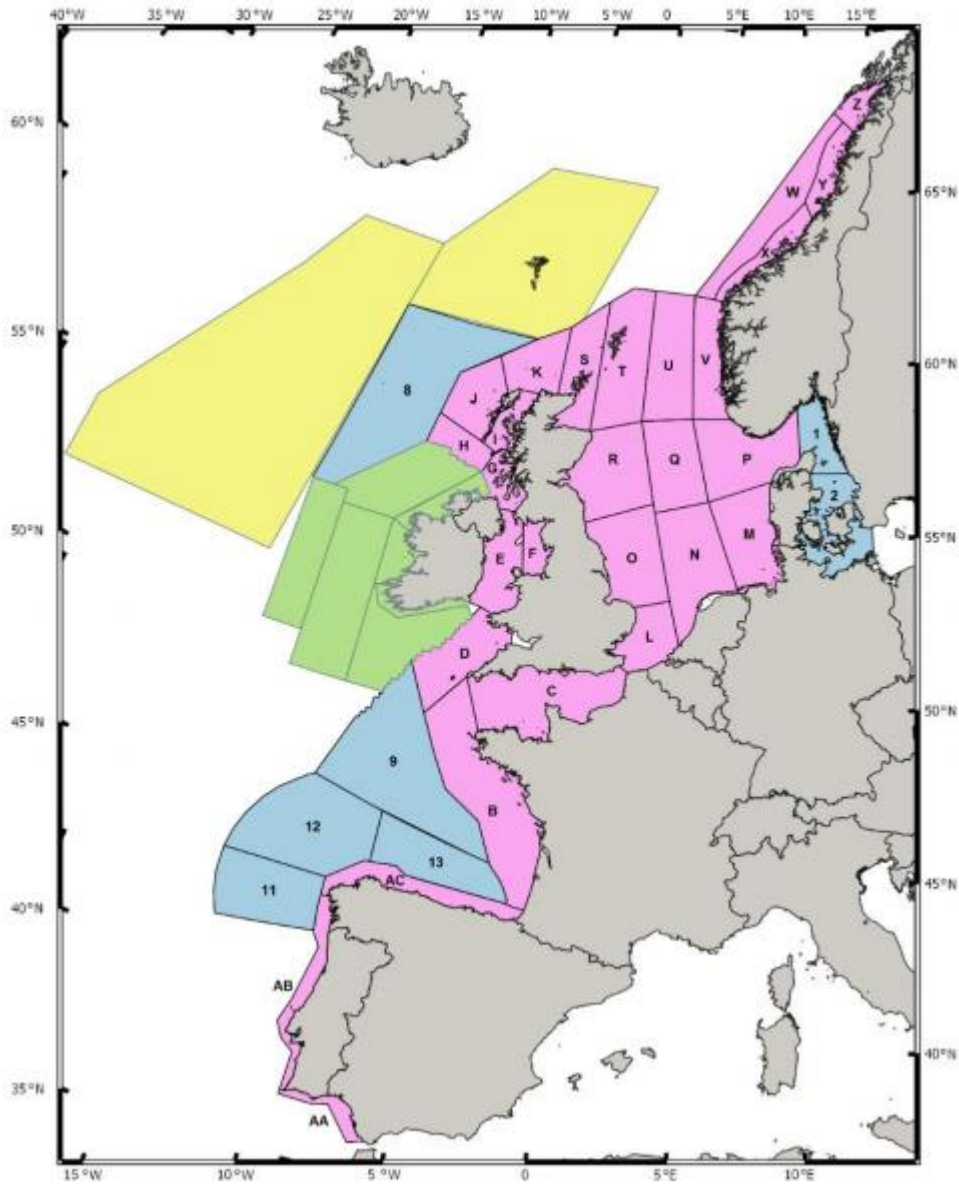 40°W 35°W 30°W 25°W 20°W 15°W 10°W 5°W 0 5°E 10°E 15°E
60°N
Z
W Y
65°N
X
55°N
S
K T U V
60°N
8
J
I
H
1
R Q P
G
2
50°N
M
55°N
E F O N
L
D
C
45°N
50°N
9
B
12
13
AC
11
45°N
40°N
AB
40°N
35°N
AA
15°W 10°W 5°W 0 5°E 10°E